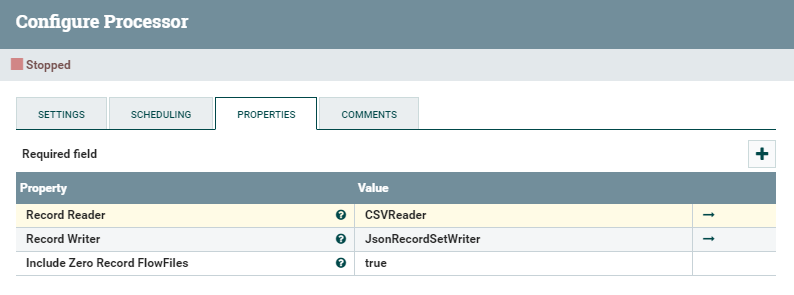 Configure Processor
Stopped
SETTINGS SCHEDULING PROPERTIES COMMENTS
Required field
Property Value
Record Reader CSVReader
Record Writer JsonRecordSetWriter
Include Zero Record FlowFiles true